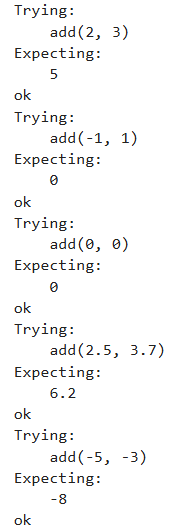 Trying:
    add(2, 3)
Expecting:
    5
ok
Trying:
    add(-1, 1)
Expecting:
    0
ok
Trying:
    add(0, 0)
Expecting:
    0
ok
Trying:
    add(2.5, 3.7)
Expecting:
    6.2
ok
Trying:
    add(-5, -3)
Expecting:
    -8
ok